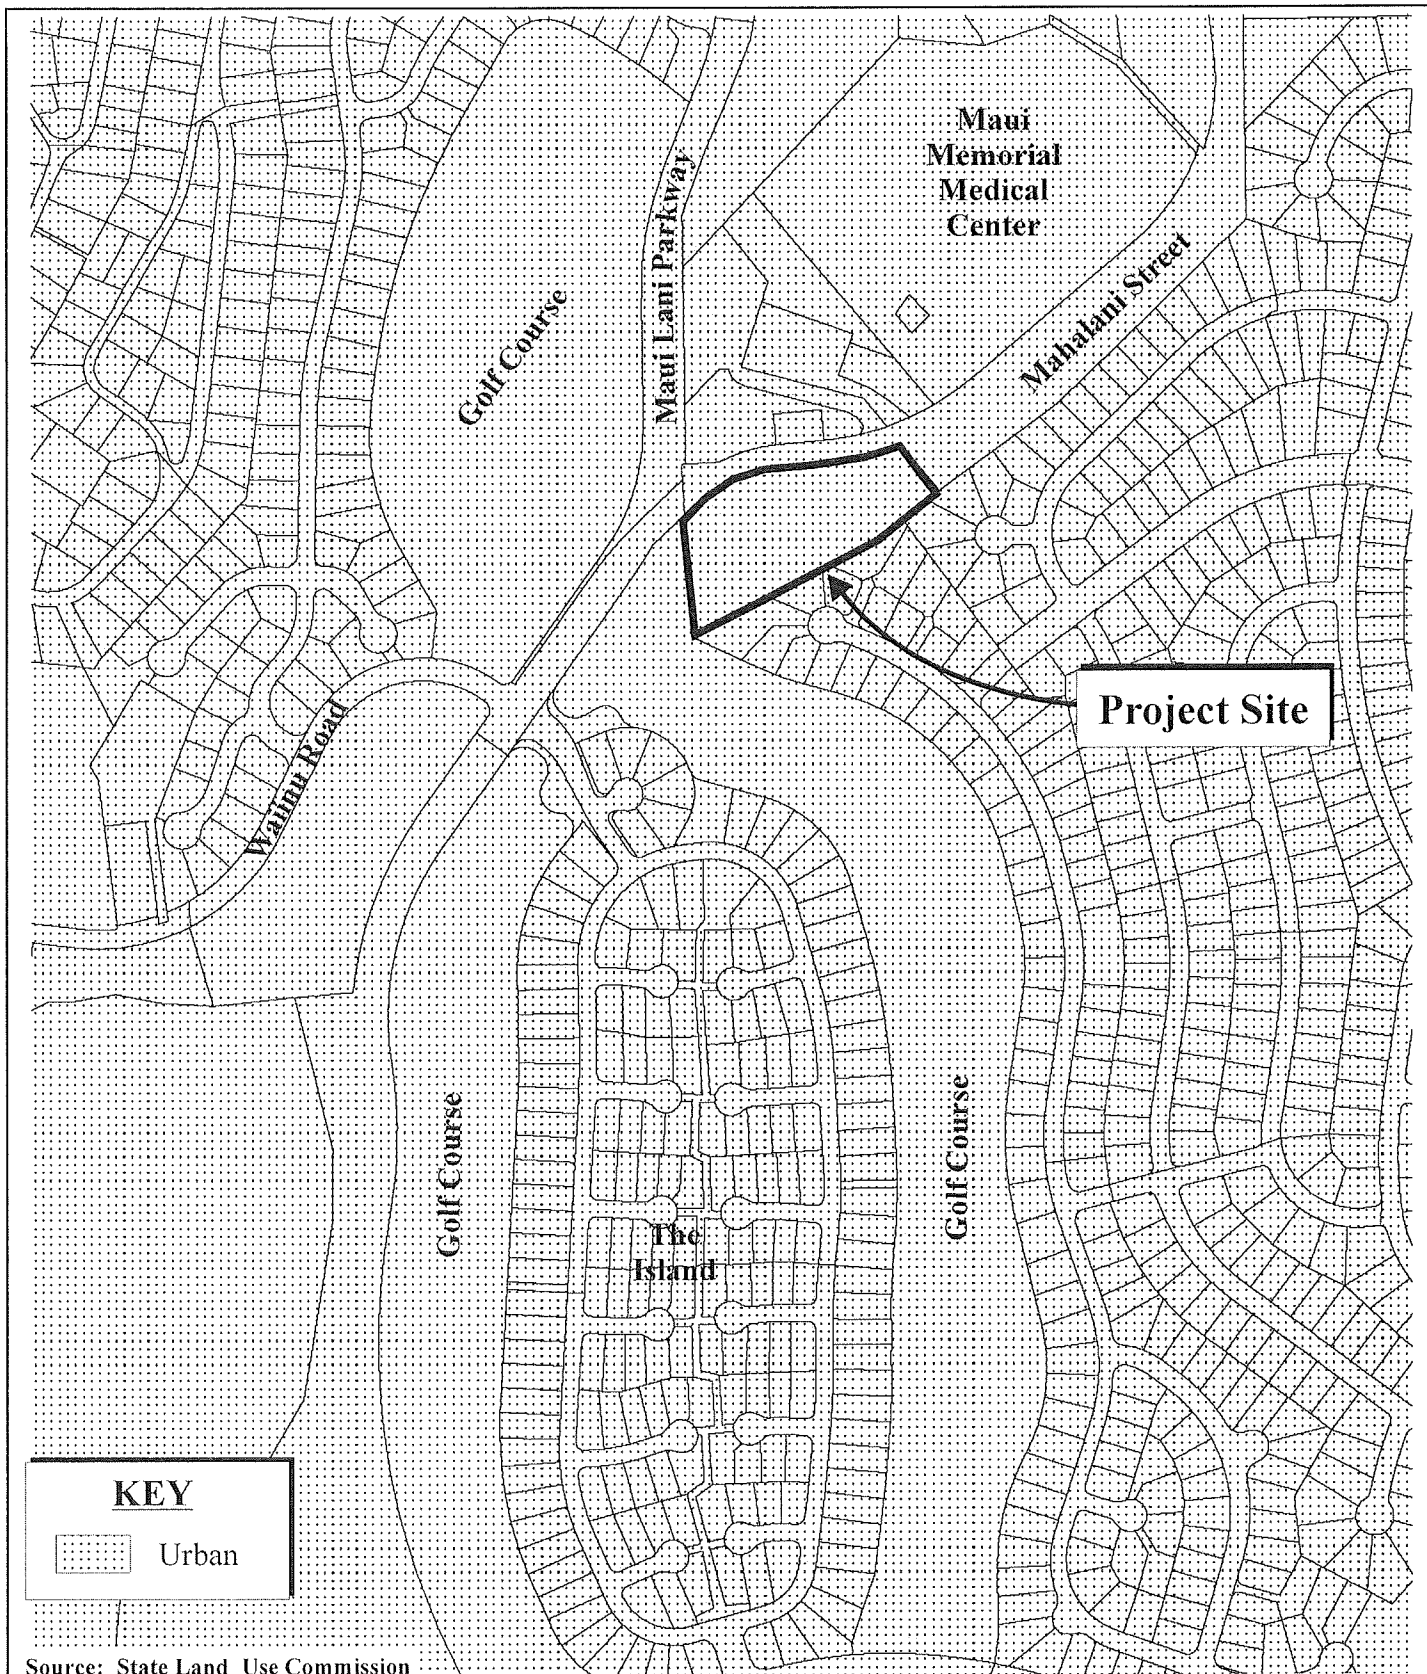 Maui
Memorial
Medical
Center
Maui Lani Parkway
Mahalani Street
Golf Course
Project Site
Waiinu Road
Golf Course
Golf Course
The
Island
KEY
Urban
Source: State Land Use Commission